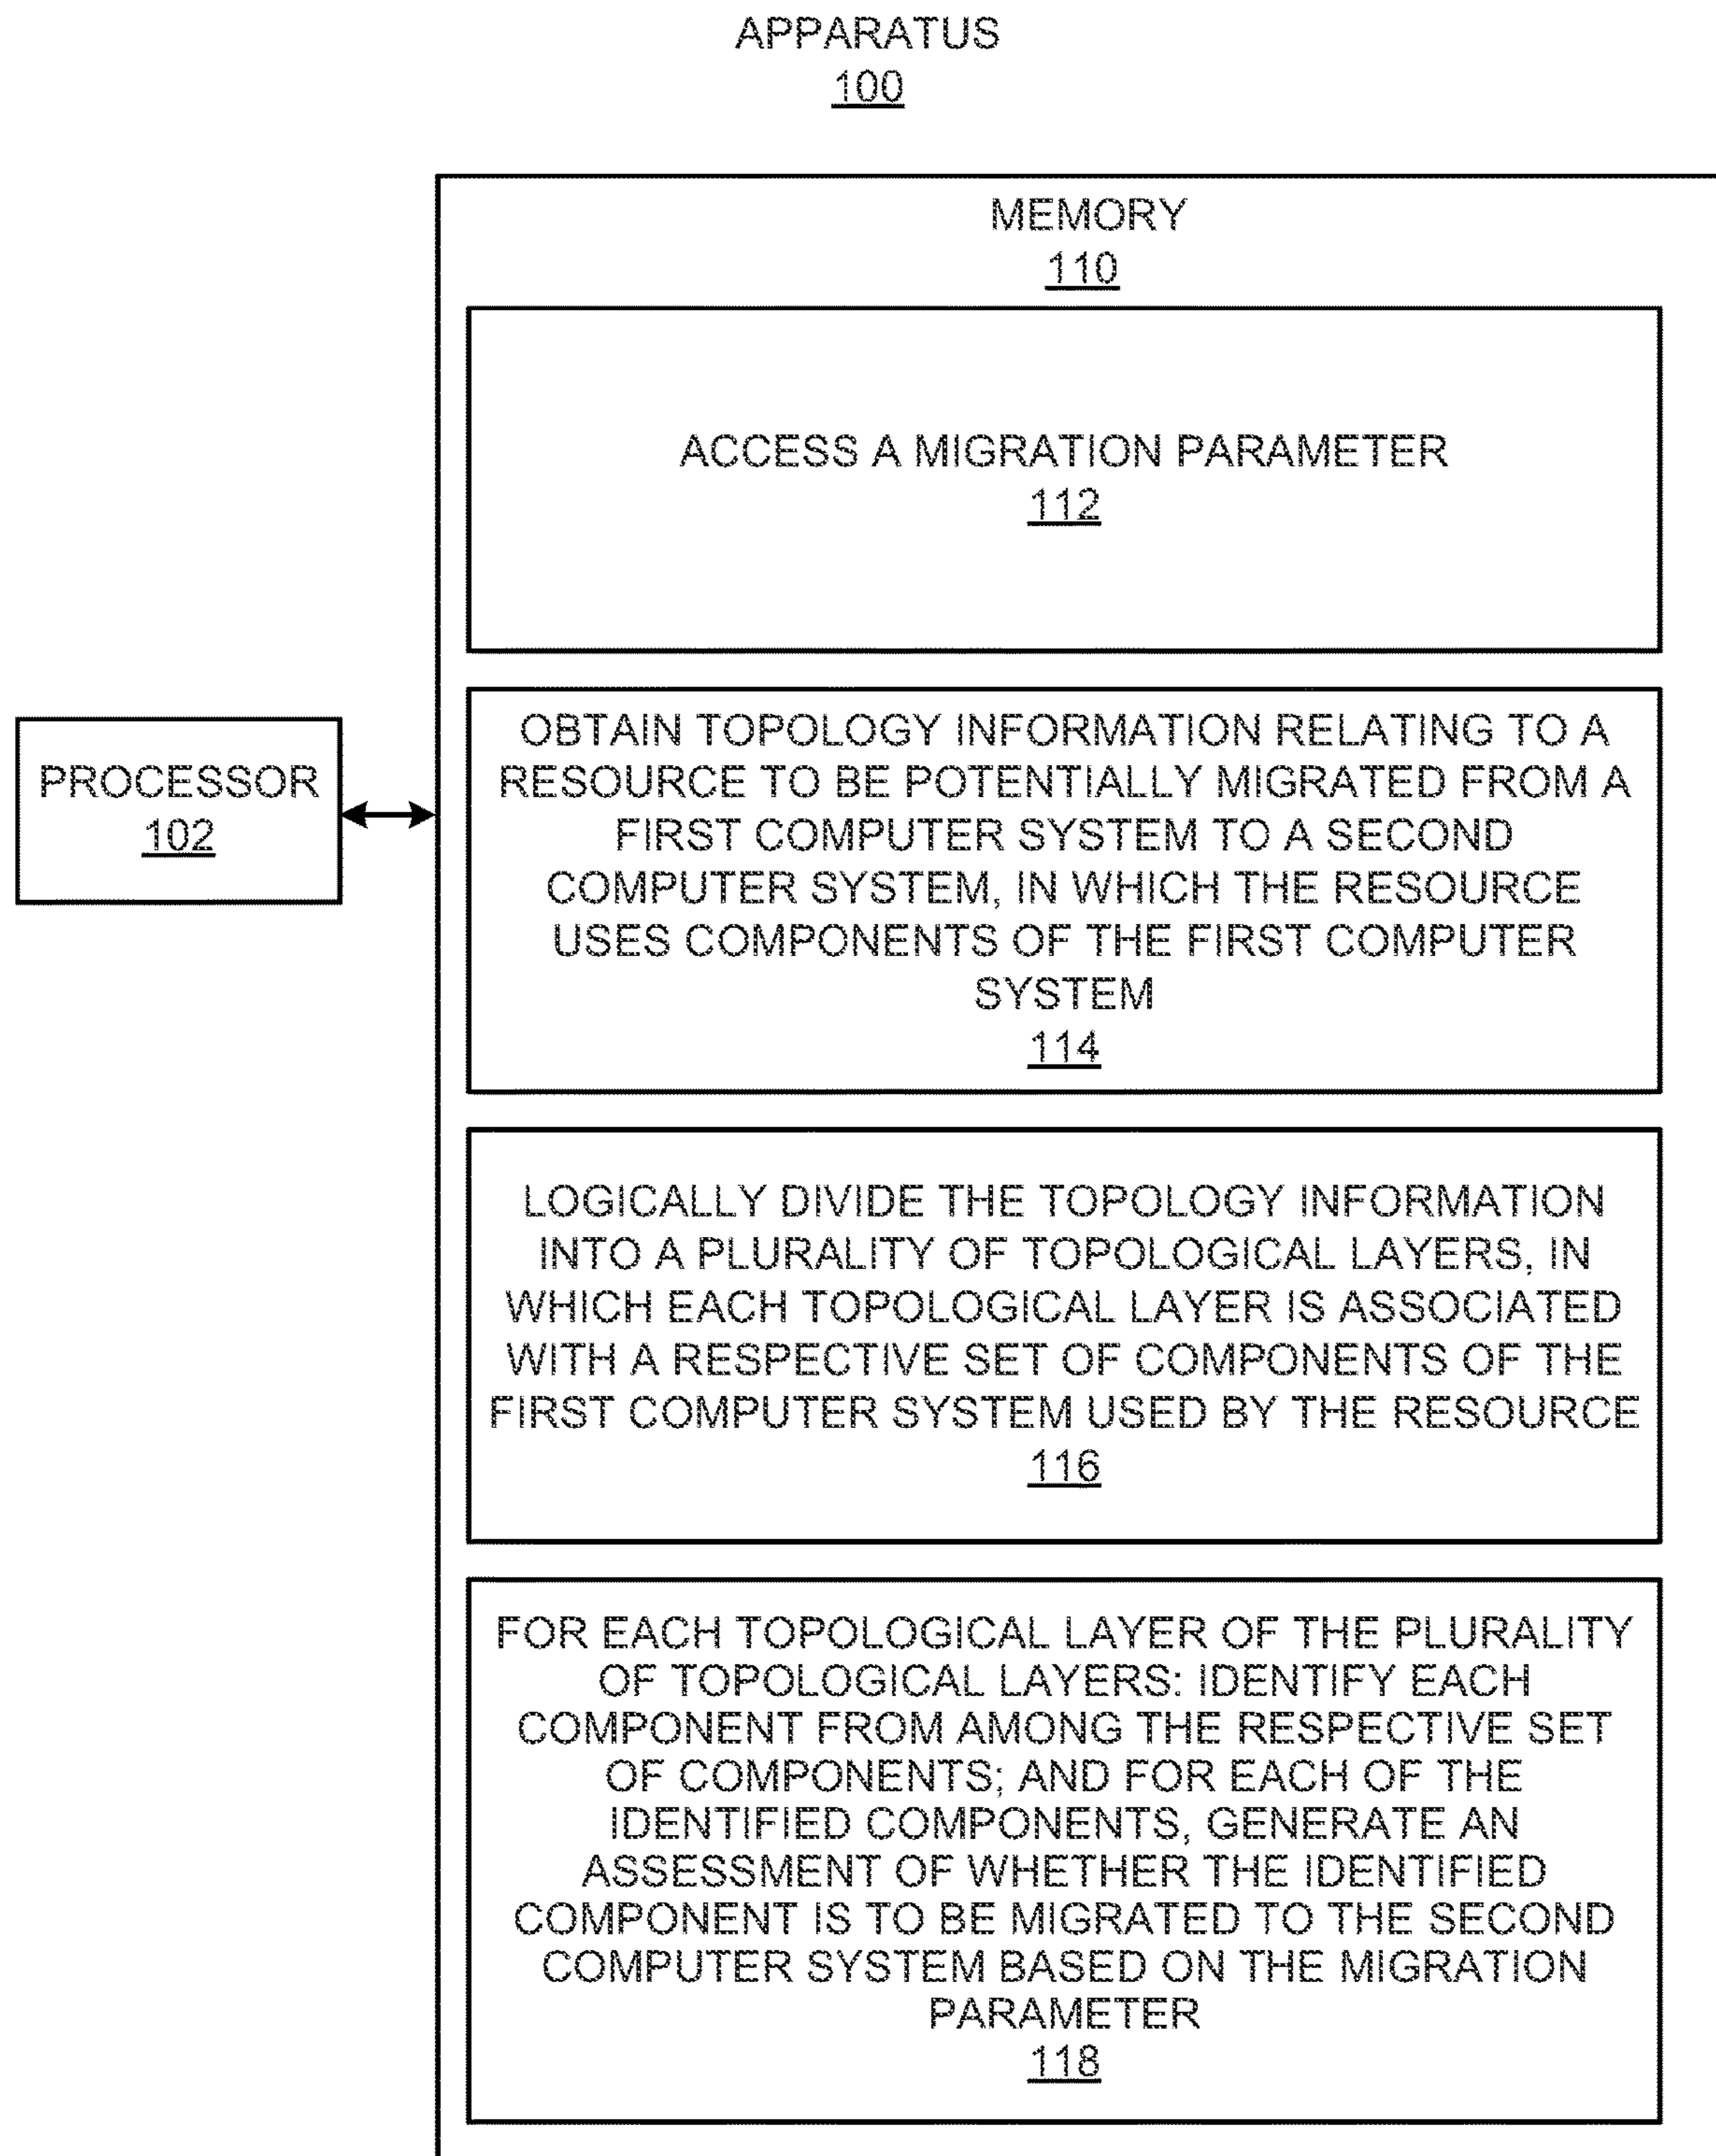 APPARATUS
100
MEMORY
110
ACCESS A MIGRATION PARAMETER
112
PROCESSOR
102
OBTAIN TOPOLOGY INFORMATION RELATING TO A
RESOURCE TO BE POTENTIALLY MIGRATED FROM A
FIRST COMPUTER SYSTEM TO A SECOND
COMPUTER SYSTEM, IN WHICH THE RESOURCE
USES COMPONENTS OF THE FIRST COMPUTER
SYSTEM
114
LOGICALLY DIVIDE THE TOPOLOGY INFORMATION
INTO A PLURALITY OF TOPOLOGICAL LAYERS, IN
WHICH EACH TOPOLOGICAL LAYER IS ASSOCIATED
WITH A RESPECTIVE SET OF COMPONENTS OF THE
FIRST COMPUTER SYSTEM USED BY THE RESOURCE
116
FOR EACH TOPOLOGICAL LAYER OF THE PLURALITY
OF TOPOLOGICAL LAYERS: IDENTIFY EACH
COMPONENT FROM AMONG THE RESPECTIVE SET
OF COMPONENTS; AND FOR EACH OF THE
IDENTIFIED COMPONENTS, GENERATE AN
ASSESSMENT OF WHETHER THE IDENTIFIED
COMPONENT IS TO BE MIGRATED TO THE SECOND
COMPUTER SYSTEM BASED ON THE MIGRATION
PARAMETER
118